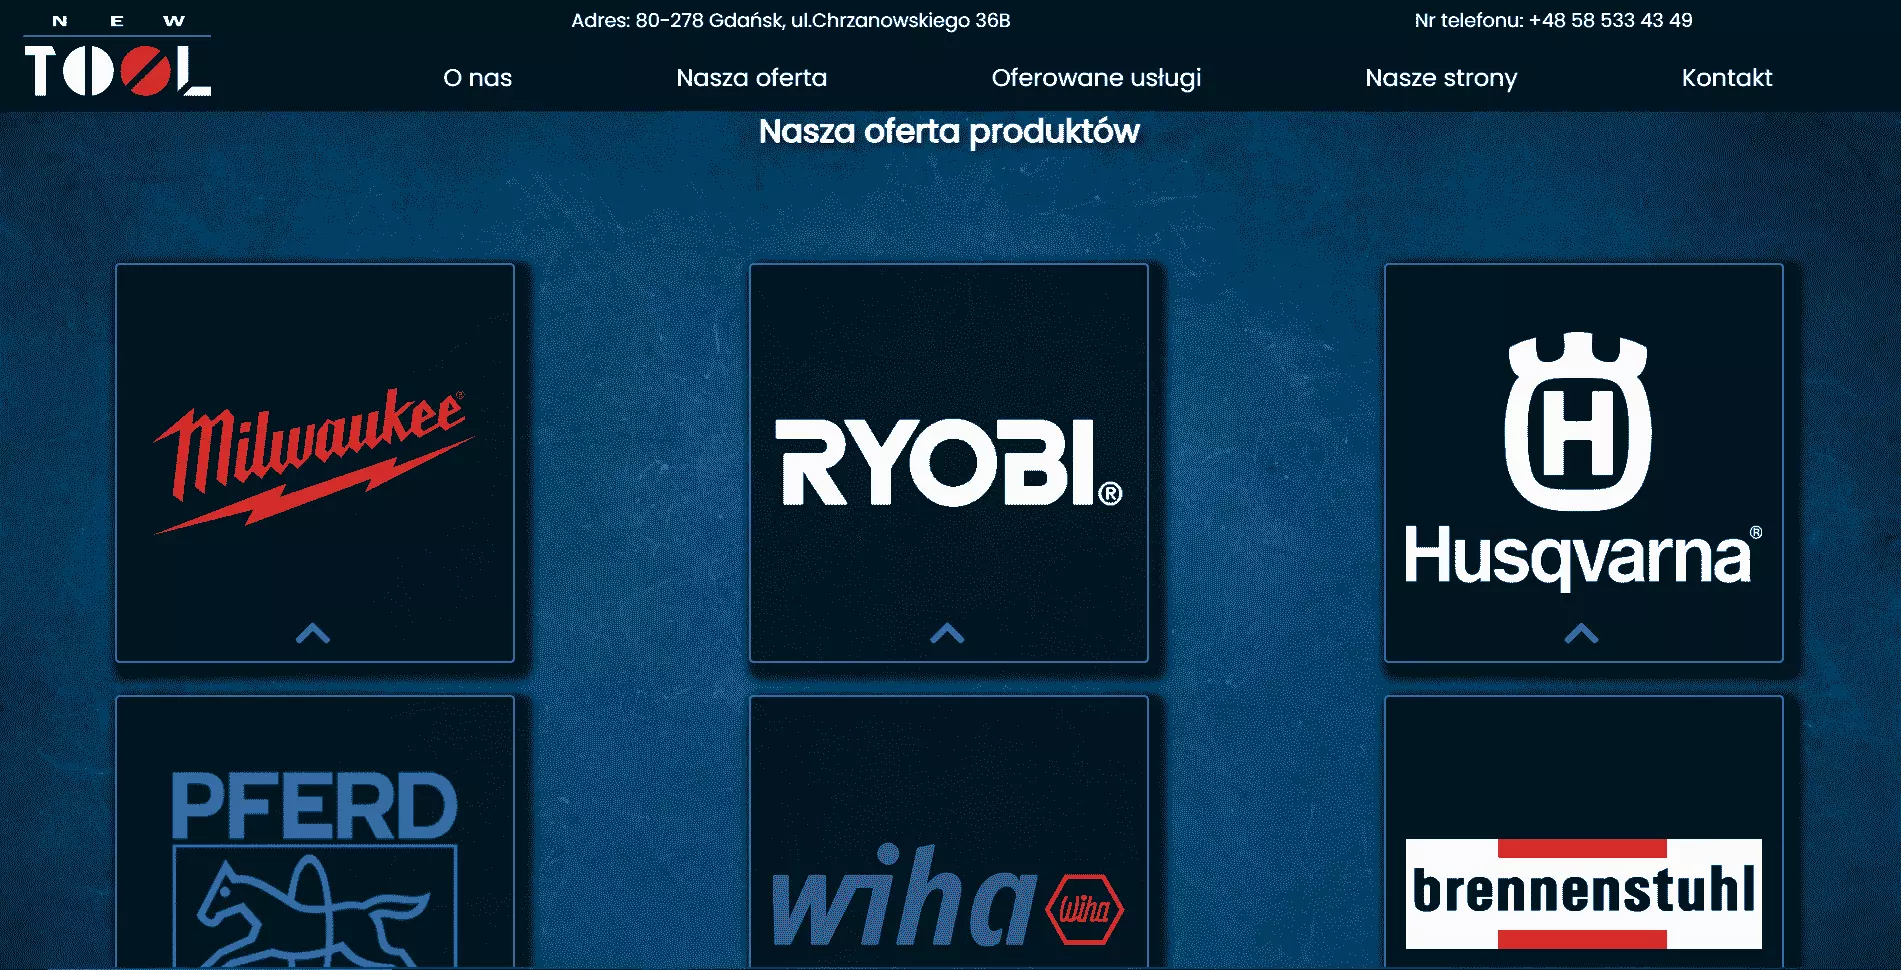 NEW
TOOL
Adres: 80-278 Gdańsk, ul.Chrzanowskiego 36B
Nr telefonu: +48 58 533 43 49
O nas
Nasza oferta
Oferowane usługi
Nasze strony
Kontakt
Nasza oferta produktów
Milwaukee®
RYOBI®
H
Husqvarna®
PFERD
wiha
Wiha
brennenstuhl